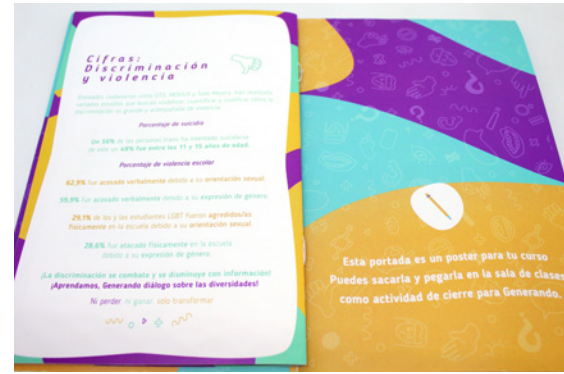 Cifras:
Discriminación
y violencia
Porcentaje de suicidio
Un 56% de las personas trans ha intentado suicidarse
de esto un 48% fue entre los 11 y 15 años de edad.
Porcentaje de violencia escolar
62,9% fue acosado verbalmente debido a su orientación sexual.
59,9% fue acosado verbalmente debido a su expresión de género.
29,1% de los y las estudiantes LGBT fueron agredidos/as
físicamente en la escuela debido a su orientación sexual.
28,6% fue atacado físicamente en la escuela
debido a su expresión de género.
¡La discriminación se combate y se disminuye con información!
¡Aprendamos, Generando diálogo sobre las diversidades!
Ni perder, ni ganar, solo transformar
Esta portada es un poster para tu curso
Puedes sacarla y pegarla en la sala de clases
como actividad de cierre para Generando.